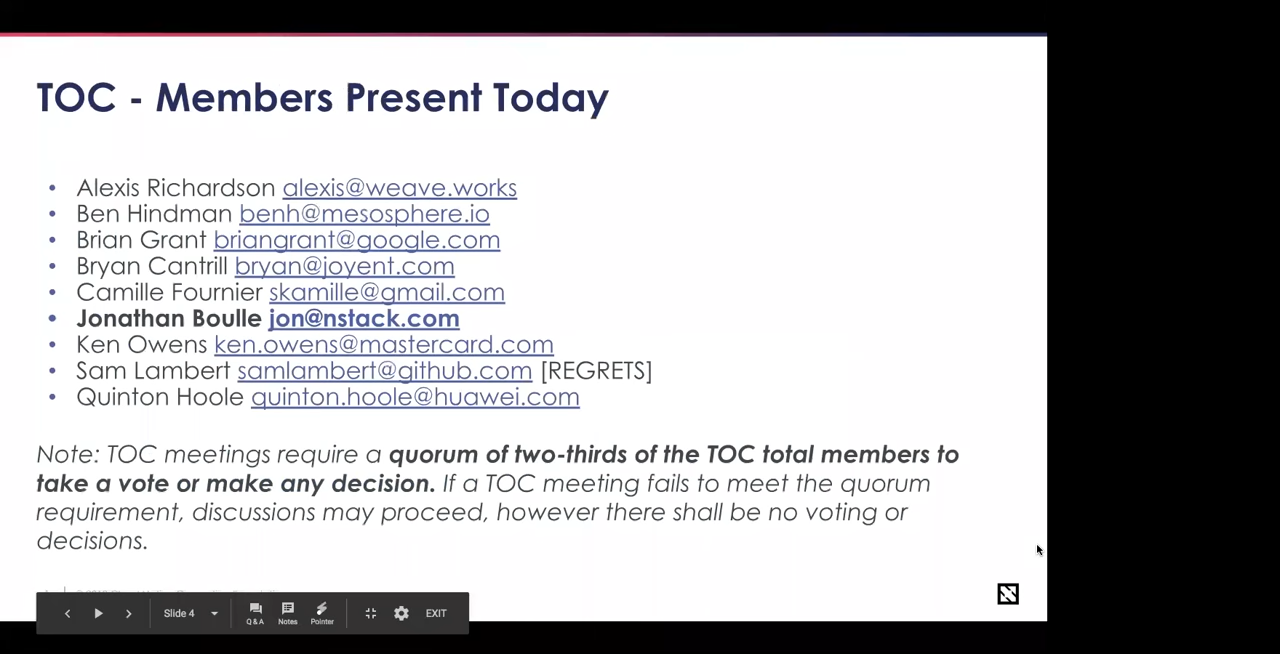 TOC - Members Present Today
• Alexis Richardson alexis@weave.works
• Ben Hindman benh@mesosphere.io
• Brian Grant briangrant@google.com
• Bryan Cantrill bryan@joyent.com
• Camille Fournier skamille@gmail.com
• Jonathan Boulle jon@nstack.com
• Ken Owens ken.owens@mastercard.com
• Sam Lambert samlambert@github.com [REGRETS]
• Quinton Hoole quinton.hoole@huawei.com
Note: TOC meetings require a quorum of two-thirds of the TOC total members to
take a vote or make any decision. If a TOC meeting fails to meet the quorum
requirement, discussions may proceed, however there shall be no voting or
decisions.
Slide 4 Q & A Notes Pointer EXIT